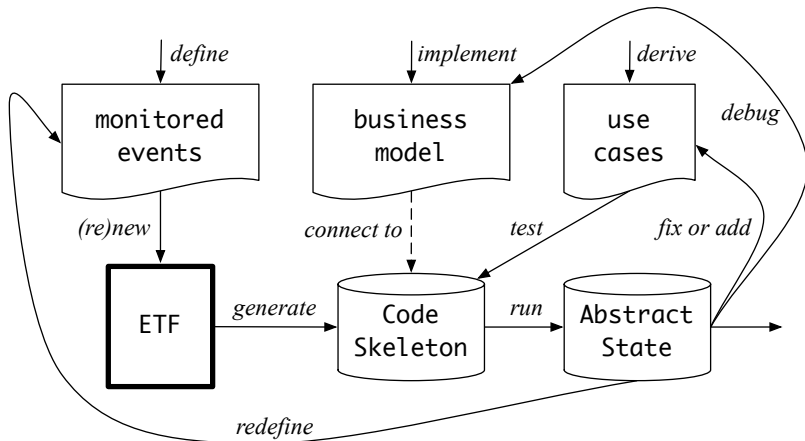 define
implement
derive
monitored
events
business
model
use
cases
debug
(re)new
connect to
test
fix or add
ETF
generate
Code
Skeleton
run
Abstract
State
redefine